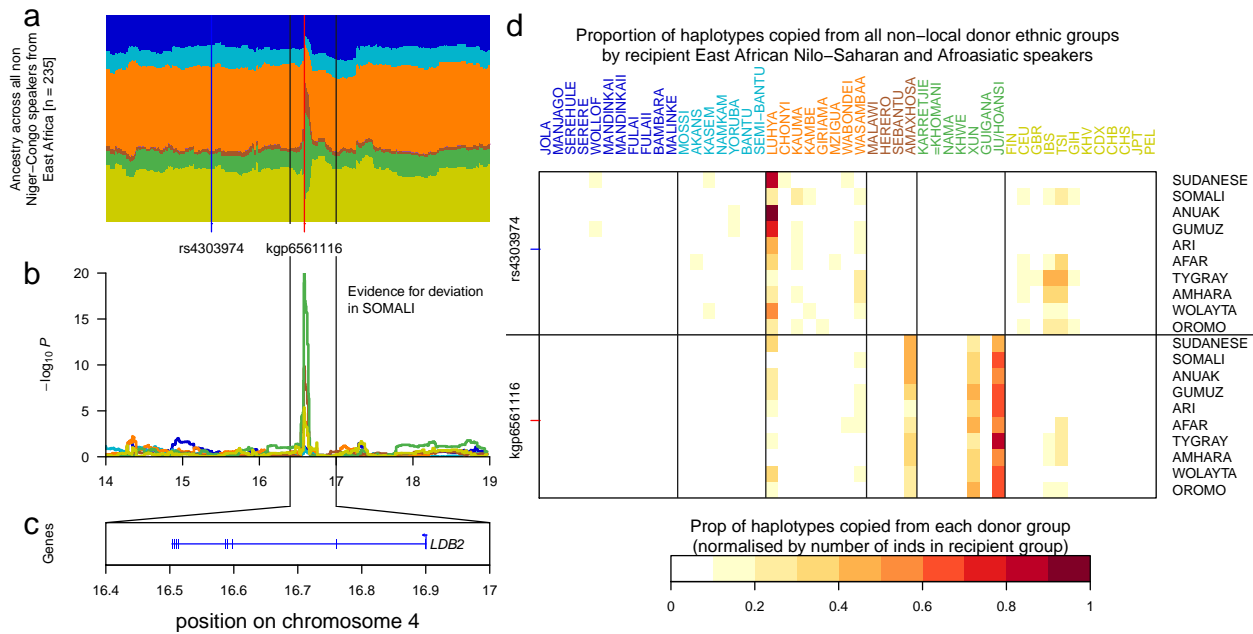 a
Ancestry across all non
Niger−Congo speakers from
East Africa [n = 235]
rs4303974
kgp6561116
b
Evidence for deviation
in SOMALI
−log10 P
20
15
10
5
0
14
15
16
17
18
19
c
Genes
LDB2
16.4
16.5
16.6
16.7
16.8
16.9
17
position on chromosome 4
d
Proportion of haplotypes copied from all non−local donor ethnic groups
by recipient East African Nilo−Saharan and Afroasiatic speakers
JOLA
MANJAGO
SEREHULE
SERERE
WOLLOF
MANDINKAI
MANDINKAII
FULAI
FULAII
BAMBARA
MALINKE
MOSSI
AKANS
KASEM
NAMKAM
YORUBA
BANTU
SEMI−BANTU
LUHYA
CHONYI
KAUMA
KAMBE
GIRIAMA
MZIGUA
WABONDEI
WASAMBAA
MALAWI
HERERO
SEBANTU
AMAXHOSA
KARRETJIE
=KHOMANI
NAMA
KHWE
XUN
GUIGANA
JU/HOANSI
FIN
CEU
GBR
IBS
TSI
GIH
KHV
CDX
CHB
CHS
JPT
PEL
rs4303974
SUDANESE
SOMALI
ANUAK
GUMUZ
ARI
AFAR
TYGRAY
AMHARA
WOLAYTA
OROMO
kgp6561116
SUDANESE
SOMALI
ANUAK
GUMUZ
ARI
AFAR
TYGRAY
AMHARA
WOLAYTA
OROMO
Prop of haplotypes copied from each donor group
(normalised by number of inds in recipient group)
0
0.2
0.4
0.6
0.8
1